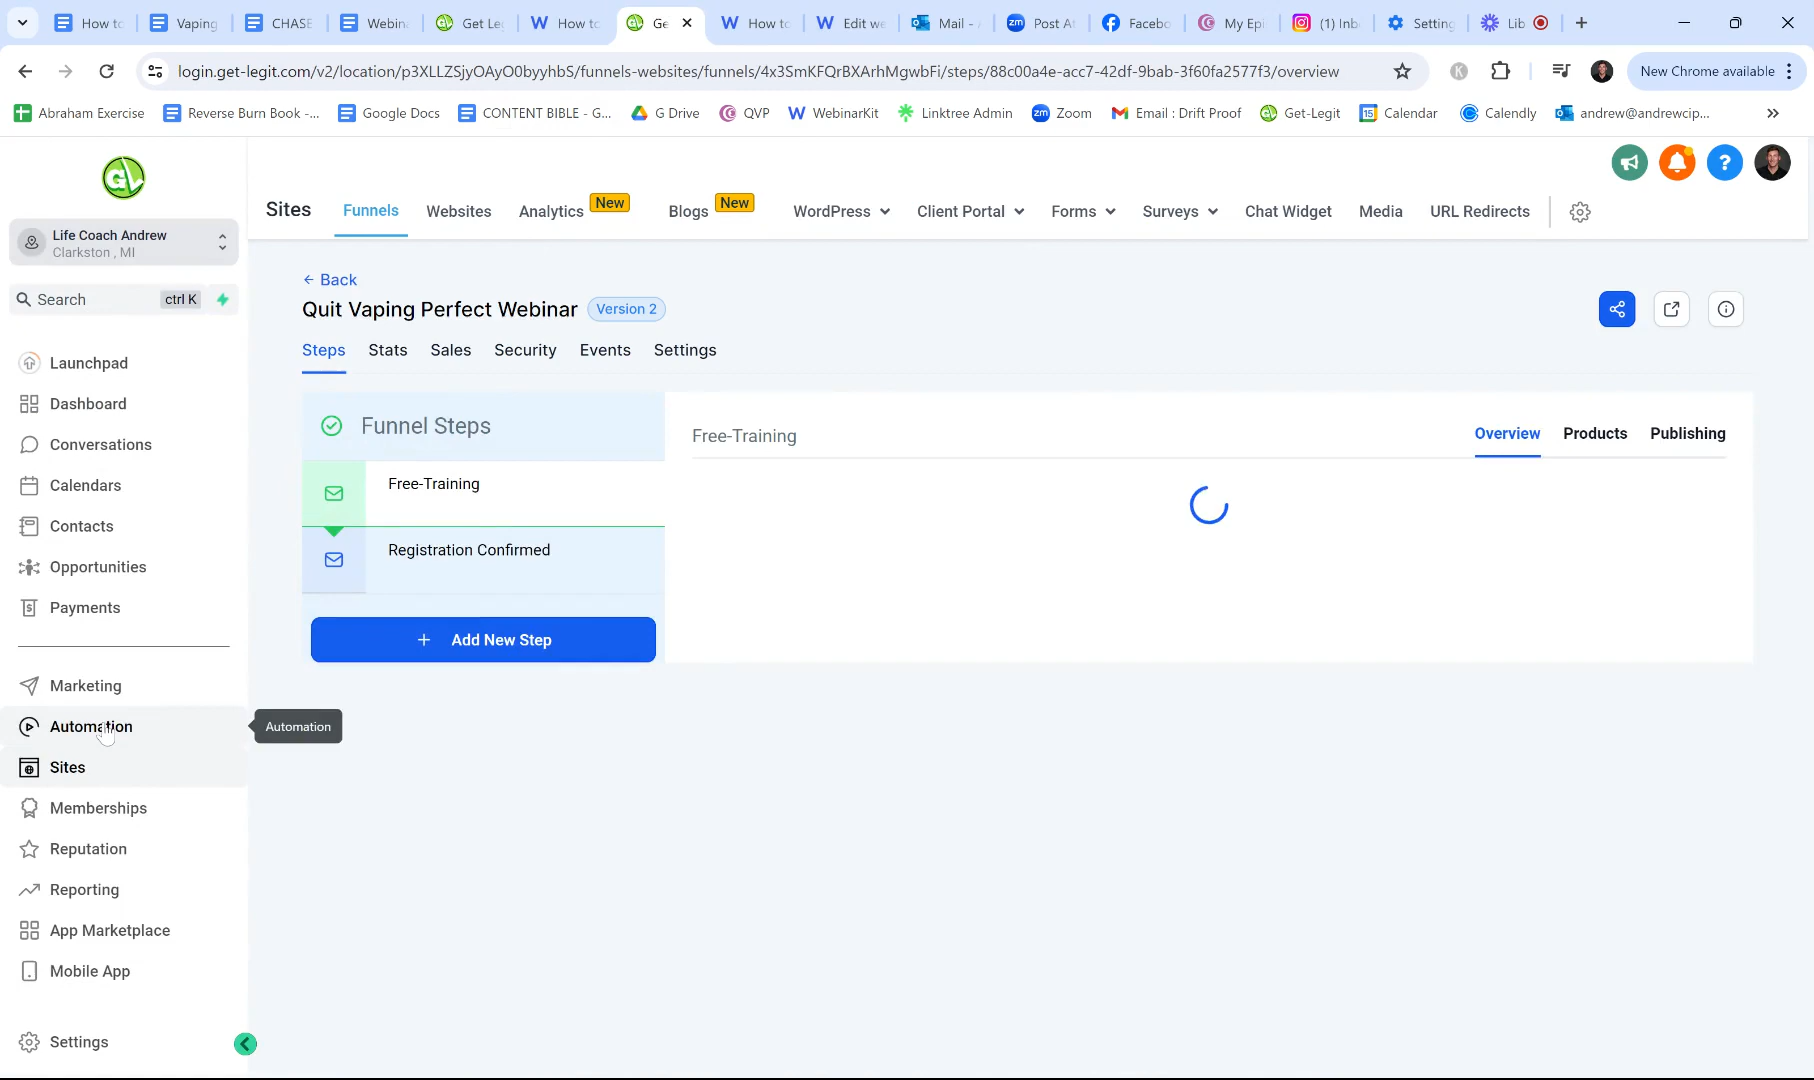 How to
Vaping
CHASE
Webina
Get Le
How to
Ge
How to
Edit we
Mail -
Post A
Facebo
My Epi
(1) Inb
Setting
Lib
login.get-legit.com/v2/location/p3XLLZSjyOAyO0byyhbS/funnels-websites/funnels/4x3SmKFQrBXArhMgwbFi/steps/88c00a4e-acc7-42df-9bab-3f60fa2577f3/overview
New Chrome available
Abraham Exercise
Reverse Burn Book -...
Google Docs
CONTENT BIBLE - G...
G Drive
QVP
WebinarKit
Linktree Admin
Zoom
Email : Drift Proof
Get-Legit
Calendar
Calendly
andrew@andrewcip...
GL
Life Coach Andrew
Clarkston , MI
Search
ctrl K
Launchpad
Dashboard
Conversations
Calendars
Contacts
Opportunities
Payments
Marketing
Automation
Sites
Memberships
Reputation
Reporting
App Marketplace
Mobile App
Settings
Automation
Sites
Funnels
Websites
Analytics
New
Blogs
New
WordPress
Client Portal
Forms
Surveys
Chat Widget
Media
URL Redirects
← Back
Quit Vaping Perfect Webinar
Version 2
Steps
Stats
Sales
Security
Events
Settings
Funnel Steps
Free-Training
Registration Confirmed
+ Add New Step
Free-Training
Overview
Products
Publishing